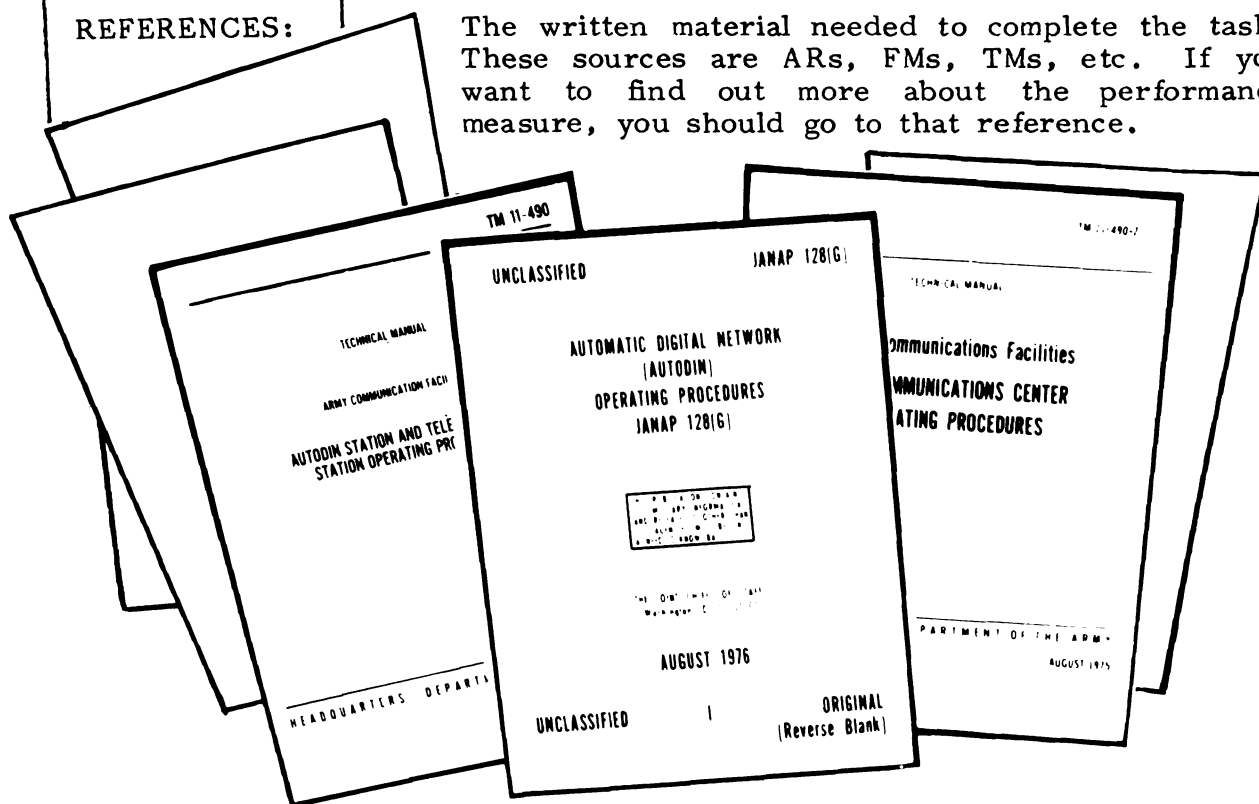 REFERENCES:
The written material needed to complete the tas
These sources are ARs, FMs, TMs, etc. If yo
want to find out more about the performanc
measure, you should go to that reference.
TM 11-490
TECHNICAL MANUAL
ARMY COMMUNICATION FACII
AUTODIN STATION AND TELE
STATION OPERATING PR
HEADQUARTERS DEPART
UNCLASSIFIED
JANAP 128(G)
AUTOMATIC DIGITAL NETWORK
(AUTODIN)
OPERATING PROCEDURES
JANAP 128(G)
AUGUST 1976
UNCLASSIFIED
I
ORIGINAL
(Reverse Blank)
TECHNICAL MANUAL
ommunications Facilities
MMUNICATIONS CENTER
ATING PROCEDURES
PARTMENT OF THE ARMY
AUGUST 1975